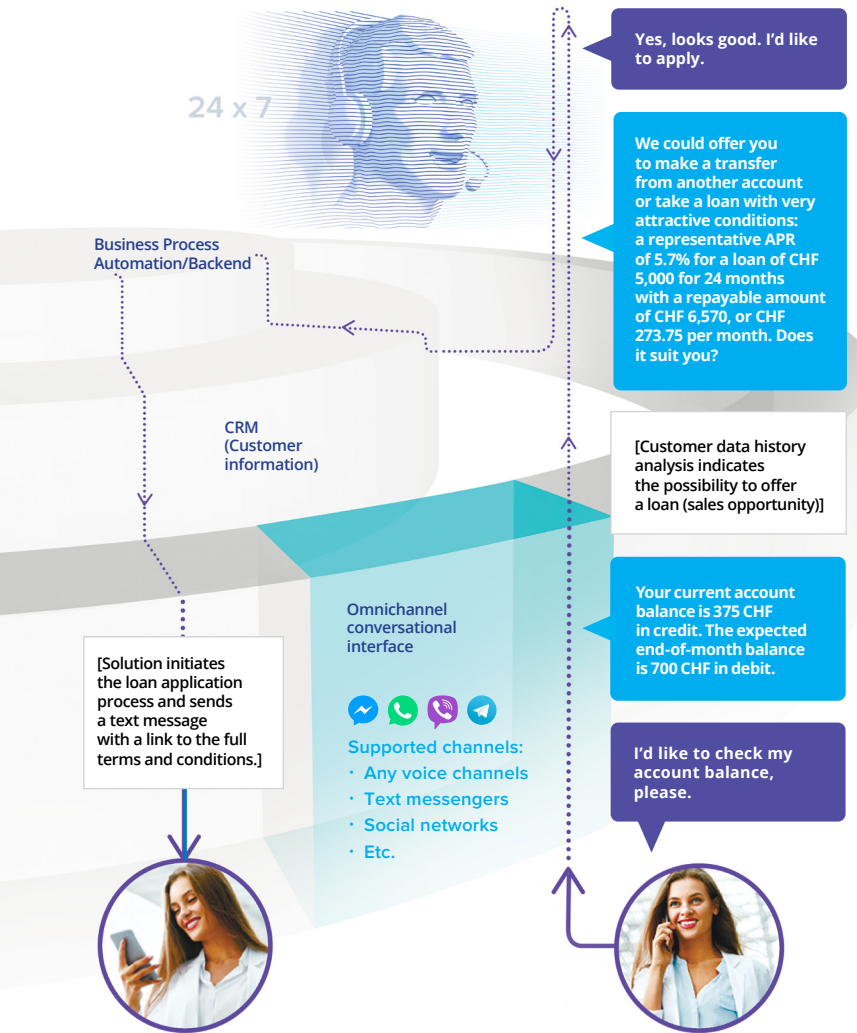 24 x 7
Yes, looks good. I'd like
to apply.
We could offer you
to make a transfer
from another account
or take a loan with very
attractive conditions:
a representative APR
of 5.7% for a loan of CHF
5,000 for 24 months
with a repayable amount
of CHF 6,570, or CHF
273.75 per month. Does
it suit you?
Business Process
Automation/Backend
CRM
(Customer
information)
[Customer data history
analysis indicates
the possibility to offer
a loan (sales opportunity)]
Omnichannel
conversational
interface
Your current account
balance is 375 CHF
in credit. The expected
end-of-month balance
is 700 CHF in debit.
[Solution initiates
the loan application
process and sends
a text message
with a link to the full
terms and conditions.]
Supported channels:
· Any voice channels
· Text messengers
· Social networks
· Etc.
I'd like to check my
account balance,
please.